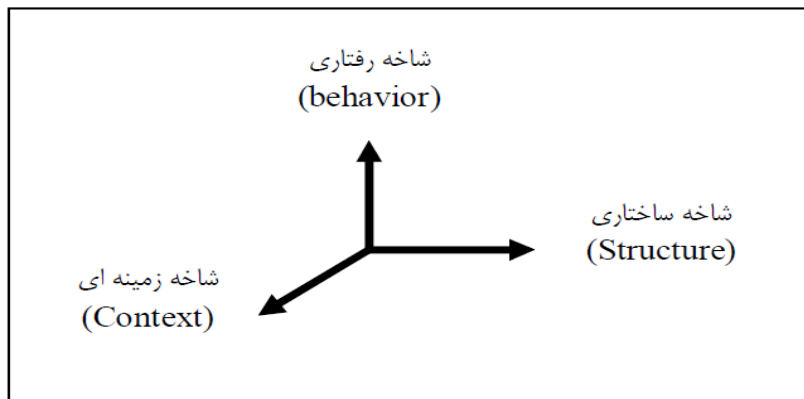 شاخه رفتاری
(behavior)
شاخه ساختاری
(Structure)
شاخه زمینه ای
(Context)